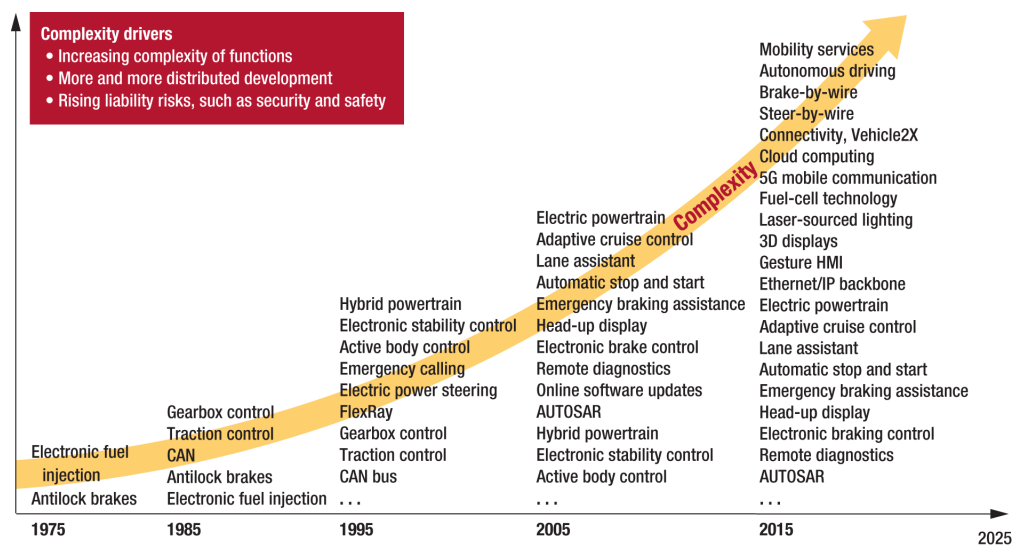 Complexity drivers
• Increasing complexity of functions
• More and more distributed development
• Rising liability risks, such as security and safety
Complexity
Electronic fuel
injection
Antilock brakes
1975
Gearbox control
Traction control
CAN
Antilock brakes
Electronic fuel injection
1985
Hybrid powertrain
Electronic stability control
Active body control
Emergency calling
Electric power steering
FlexRay
Gearbox control
Traction control
CAN bus
...
1995
Electric powertrain
Adaptive cruise control
Lane assistant
Automatic stop and start
Emergency braking assistance
Head-up display
Electronic brake control
Remote diagnostics
Online software updates
AUTOSAR
Hybrid powertrain
Electronic stability control
Active body control
...
2005
Mobility services
Autonomous driving
Brake-by-wire
Steer-by-wire
Connectivity, Vehicle2X
Cloud computing
5G mobile communication
Fuel-cell technology
Laser-sourced lighting
3D displays
Gesture HMI
Ethernet/IP backbone
Electric powertrain
Adaptive cruise control
Lane assistant
Automatic stop and start
Emergency braking assistance
Head-up display
Electronic braking control
Remote diagnostics
AUTOSAR
...
2015
2025